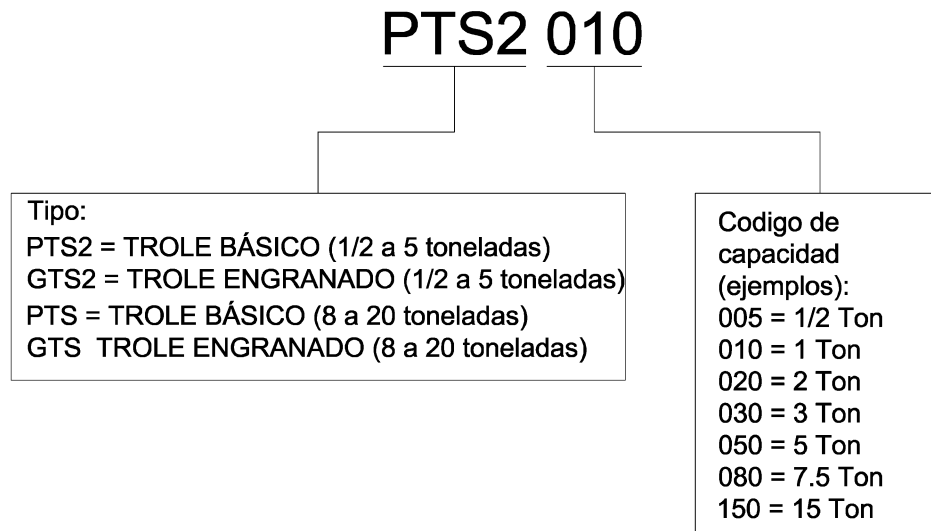 PTS2 010
Tipo:
PTS2 = TROLE BÁSICO (1/2 a 5 toneladas)
GTS2 = TROLE ENGRANADO (1/2 a 5 toneladas)
PTS = TROLE BÁSICO (8 a 20 toneladas)
GTS TROLE ENGRANADO (8 a 20 toneladas)
Codigo de
capacidad
(ejemplos):
005 = 1/2 Ton
010 = 1 Ton
020 = 2 Ton
030 = 3 Ton
050 = 5 Ton
080 = 7.5 Ton
150 = 15 Ton